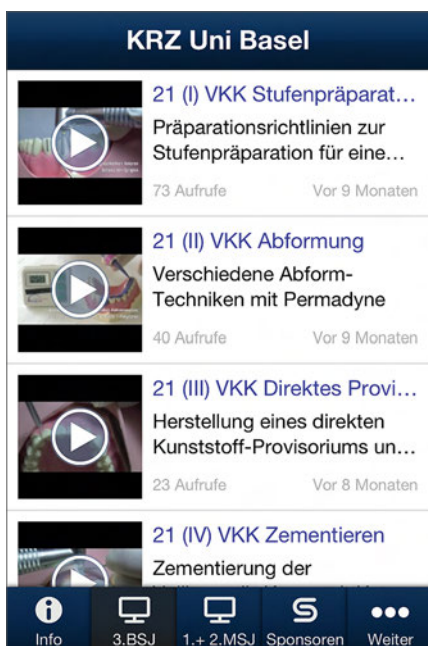 KRZ Uni Basel
21 (I) VKK Stufenpräparat...
Präparationsrichtlinien zur
Stufenpräparation für eine...
73 Aufrufe Vor 9 Monaten
21 (II) VKK Abformung
Verschiedene Abform-
Techniken mit Permadyne
40 Aufrufe Vor 9 Monaten
21 (III) VKK Direktes Provi...
Herstellung eines direkten
Kunststoff-Provisoriums un...
23 Aufrufe Vor 8 Monaten
21 (IV) VKK Zementieren
Zementierung der
Info 3.BSJ 1.+ 2.MSJ Sponsoren Weiter